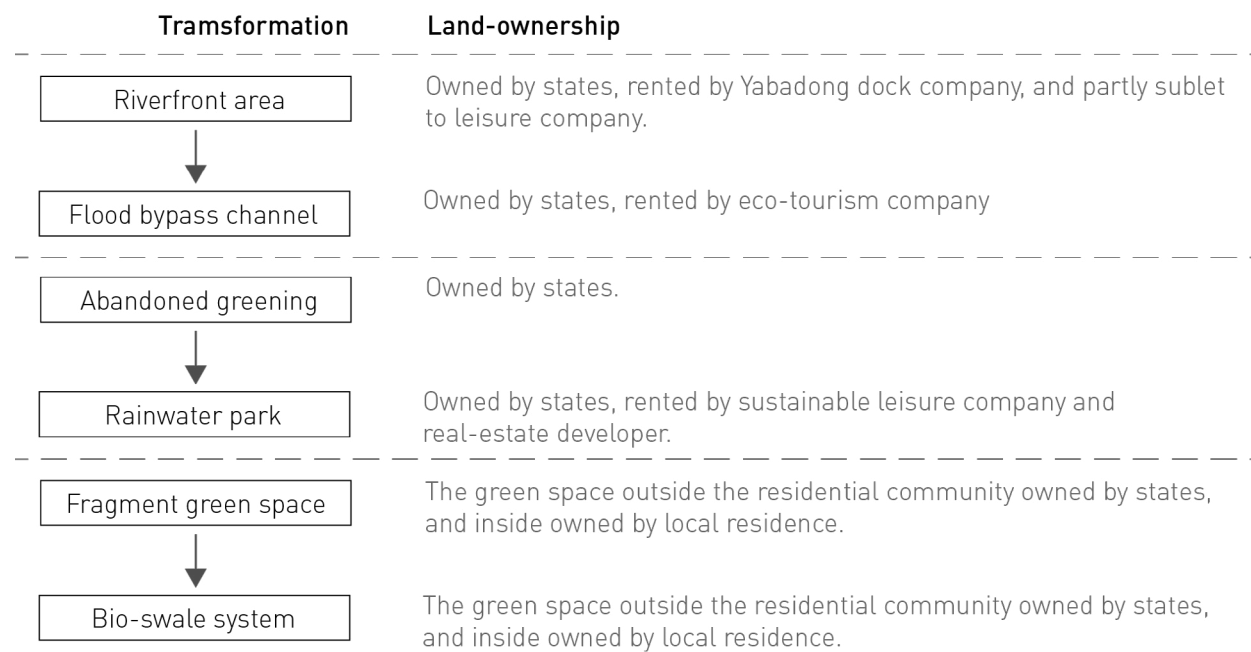 Tramsformation Land-ownership
Riverfront area
Owned by states, rented by Yabadong dock company, and partly sublet
to leisure company.
Flood bypass channel
Owned by states, rented by eco-tourism company
Abandoned greening
Owned by states.
Rainwater park
Owned by states, rented by sustainable leisure company and
real-estate developer.
Fragment green space
The green space outside the residential community owned by states,
and inside owned by local residence.
Bio-swale system
The green space outside the residential community owned by states,
and inside owned by local residence.